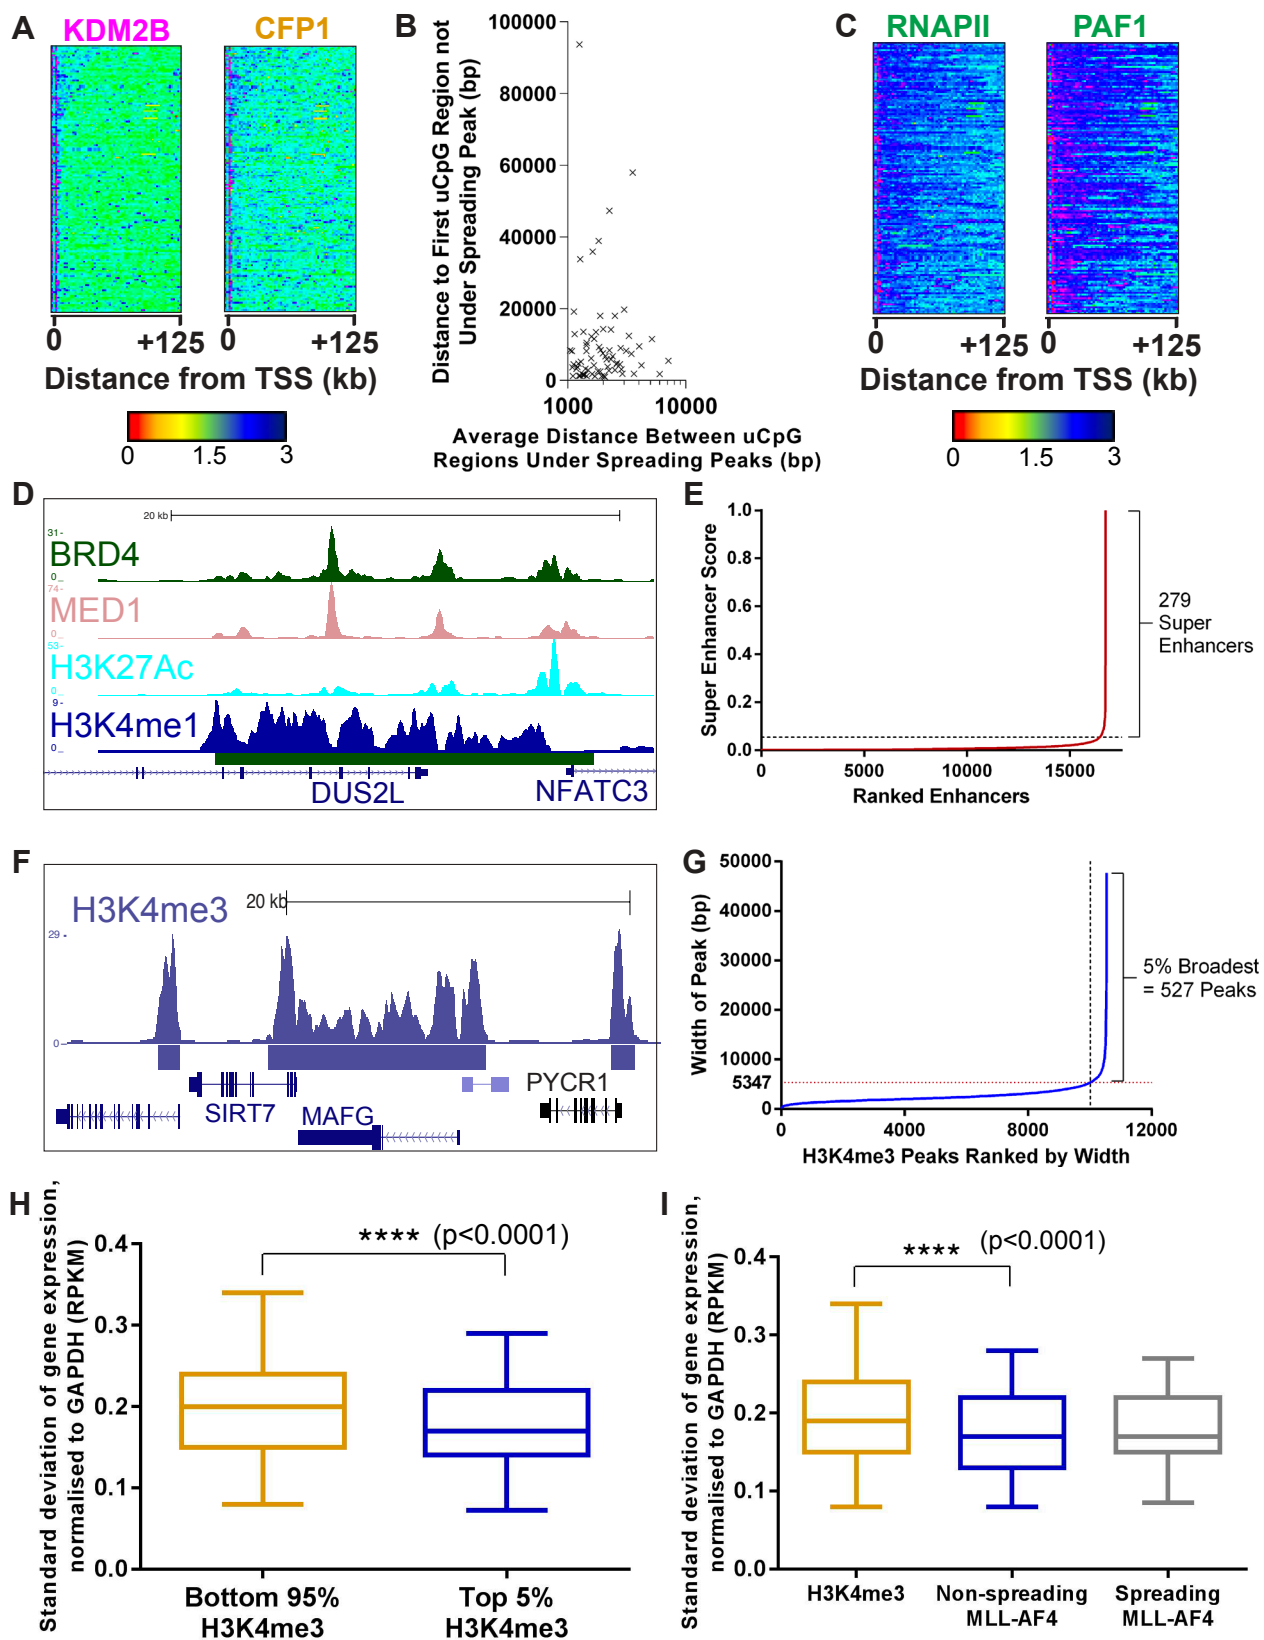 A
KDM2B
CFP1
0
+125
0
+125
Distance from TSS (kb)
0
1.5
3
B
Distance to First uCpG Region not
Under Spreading Peak (bp)
100000
80000
60000
40000
20000
0
1000
10000
Average Distance Between uCpG
Regions Under Spreading Peaks (bp)
C
RNAPII
PAF1
0
+125
0
+125
Distance from TSS (kb)
0
1.5
3
D
20 kb
31
BRD4
0
74
MED1
0
53
H3K27Ac
0
9
H3K4me1
0
DUS2L
NFATC3
E
Super Enhancer Score
1.0
0.8
0.6
0.4
0.2
0.0
0
5000
10000
15000
Ranked Enhancers
279
Super
Enhancers
F
20 kb
H3K4me3
29
0
SIRT7
MAFG
PYCR1
G
Width of Peak (bp)
50000
40000
30000
20000
10000
5347
0
0
4000
8000
12000
H3K4me3 Peaks Ranked by Width
5% Broadest
= 527 Peaks
H
Standard deviation of gene expression,
normalised to GAPDH (RPKM)
0.4
0.3
0.2
0.1
0.0
**** (p<0.0001)
Bottom 95%
H3K4me3
Top 5%
H3K4me3
I
Standard deviation of gene expression,
normalised to GAPDH (RPKM)
0.4
0.3
0.2
0.1
0.0
**** (p<0.0001)
H3K4me3
Non-spreading
MLL-AF4
Spreading
MLL-AF4